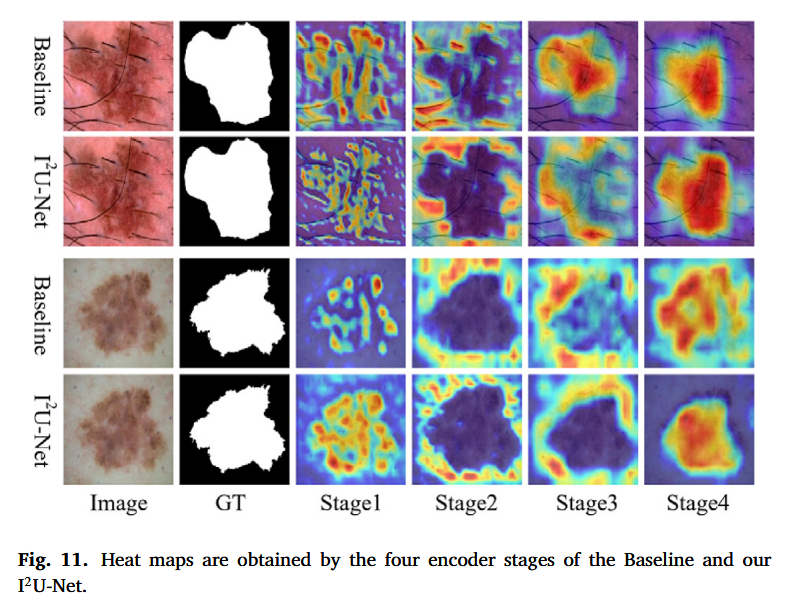 Baseline
I²U-Net
Baseline
I²U-Net
Image GT Stage1 Stage2 Stage3 Stage4
Fig. 11. Heat maps are obtained by the four encoder stages of the Baseline and our
I²U-Net.